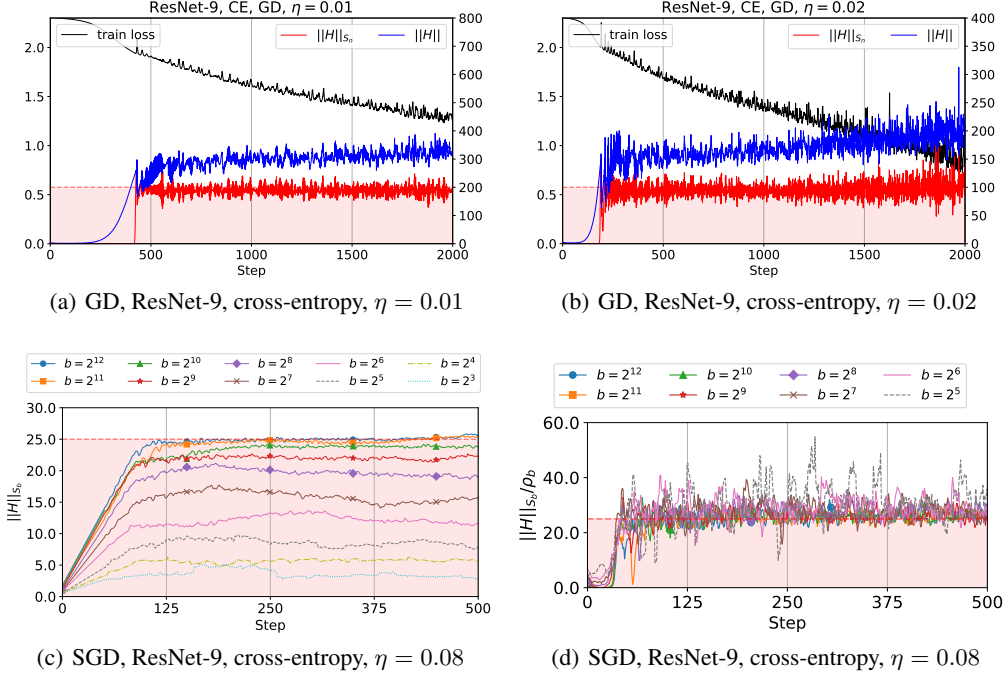 ResNet-9, CE, GD, η = 0.01
train loss
||H||_{S_n} ||H||
2.0 1.5 1.0 0.5 0.0
800 700 600 500 400 300 200 100 0
0 500 1000 1500 2000
Step
(a) GD, ResNet-9, cross-entropy, η = 0.01
ResNet-9, CE, GD, η = 0.02
train loss
||H||_{S_n} ||H||
2.0 1.5 1.0 0.5 0.0
400 350 300 250 200 150 100 50 0
0 500 1000 1500 2000
Step
(b) GD, ResNet-9, cross-entropy, η = 0.02
b = 2^{12} b = 2^{10} b = 2^8 b = 2^6 b = 2^4
b = 2^{11} b = 2^9 b = 2^7 b = 2^5 b = 2^3
||H||_{S_b}
30.0 25.0 20.0 15.0 10.0 5.0 0.0
0 125 250 375 500
Step
(c) SGD, ResNet-9, cross-entropy, η = 0.08
b = 2^{12} b = 2^{10} b = 2^8 b = 2^6
b = 2^{11} b = 2^9 b = 2^7 b = 2^5
||H||_{S_b}/ρ_b
60.0 40.0 20.0 0.0
0 125 250 375 500
Step
(d) SGD, ResNet-9, cross-entropy, η = 0.08